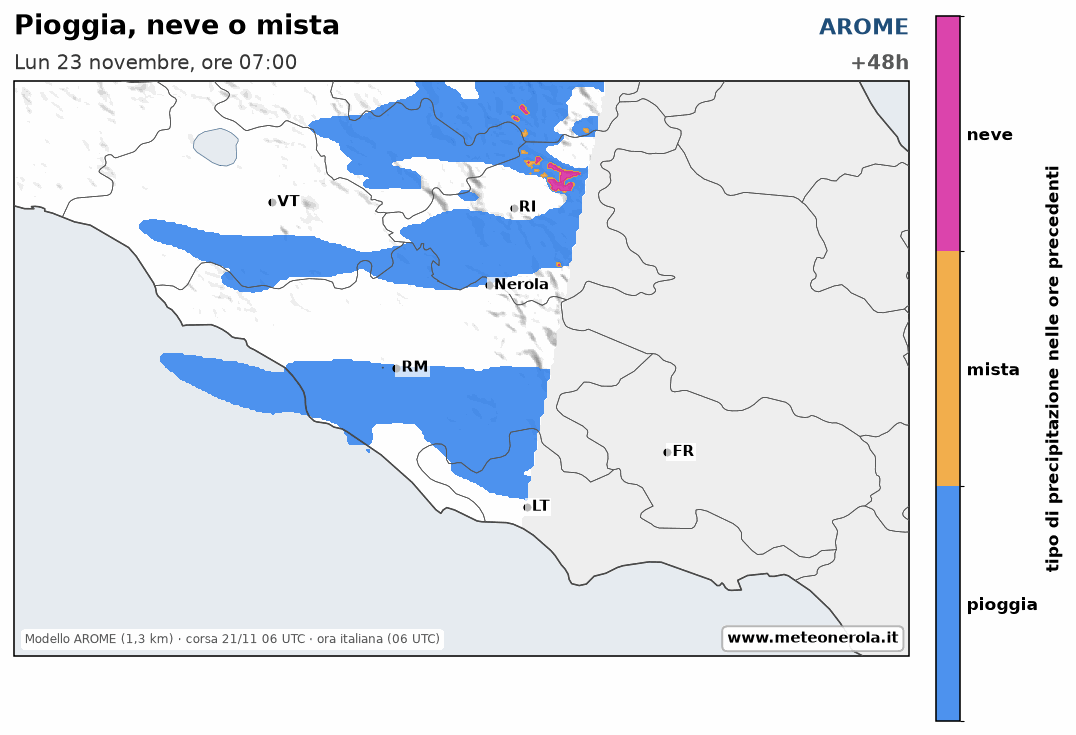 Pioggia, neve o mista
AROME
Lun 23 novembre, ore 07:00
+48h
neve
VT
RI
Nerola
tipo di precipitazione nelle ore precedenti
RM
mista
FR
LT
pioggia
Modello AROME (1,3 km) · corsa 21/11 06 UTC · ora italiana (06 UTC)
www.meteonerola.it